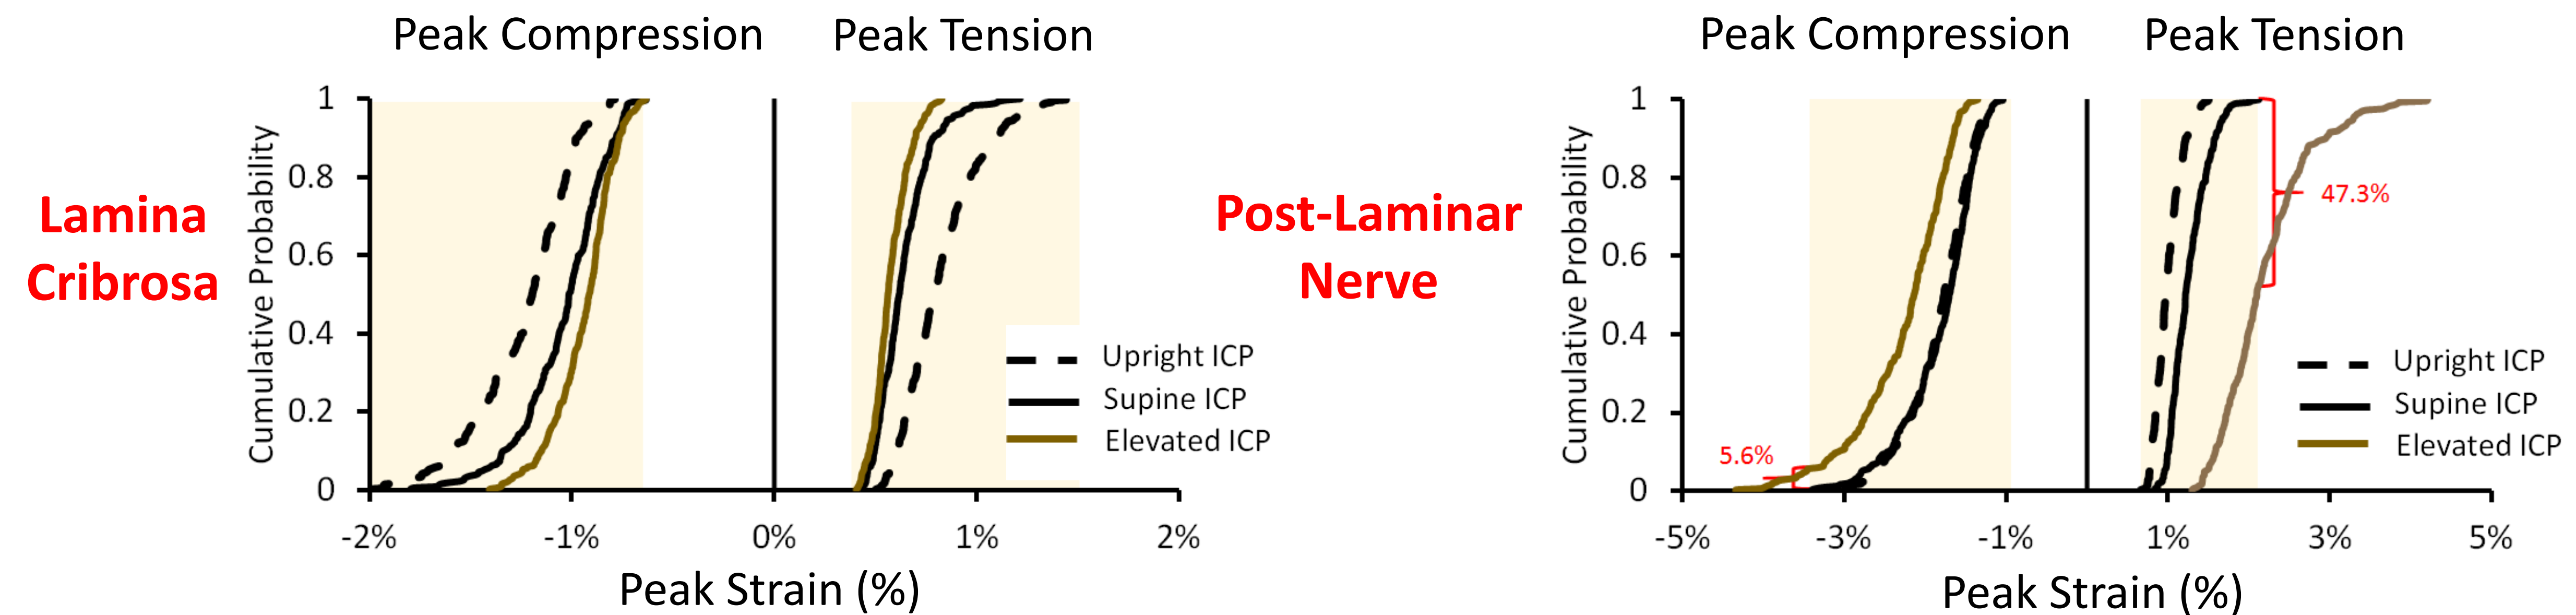 Peak Compression Peak Tension
Lamina
Cribrosa
Cumulative Probability
1
0.8
0.6
0.4
0.2
0
-2% -1% 0% 1% 2%
Peak Strain (%)
Upright ICP
Supine ICP
Elevated ICP
Peak Compression Peak Tension
Post-Laminar
Nerve
Cumulative Probability
1
0.8
0.6
0.4
0.2
0
5.6%
47.3%
-5% -3% -1% 1% 3% 5%
Peak Strain (%)
Upright ICP
Supine ICP
Elevated ICP